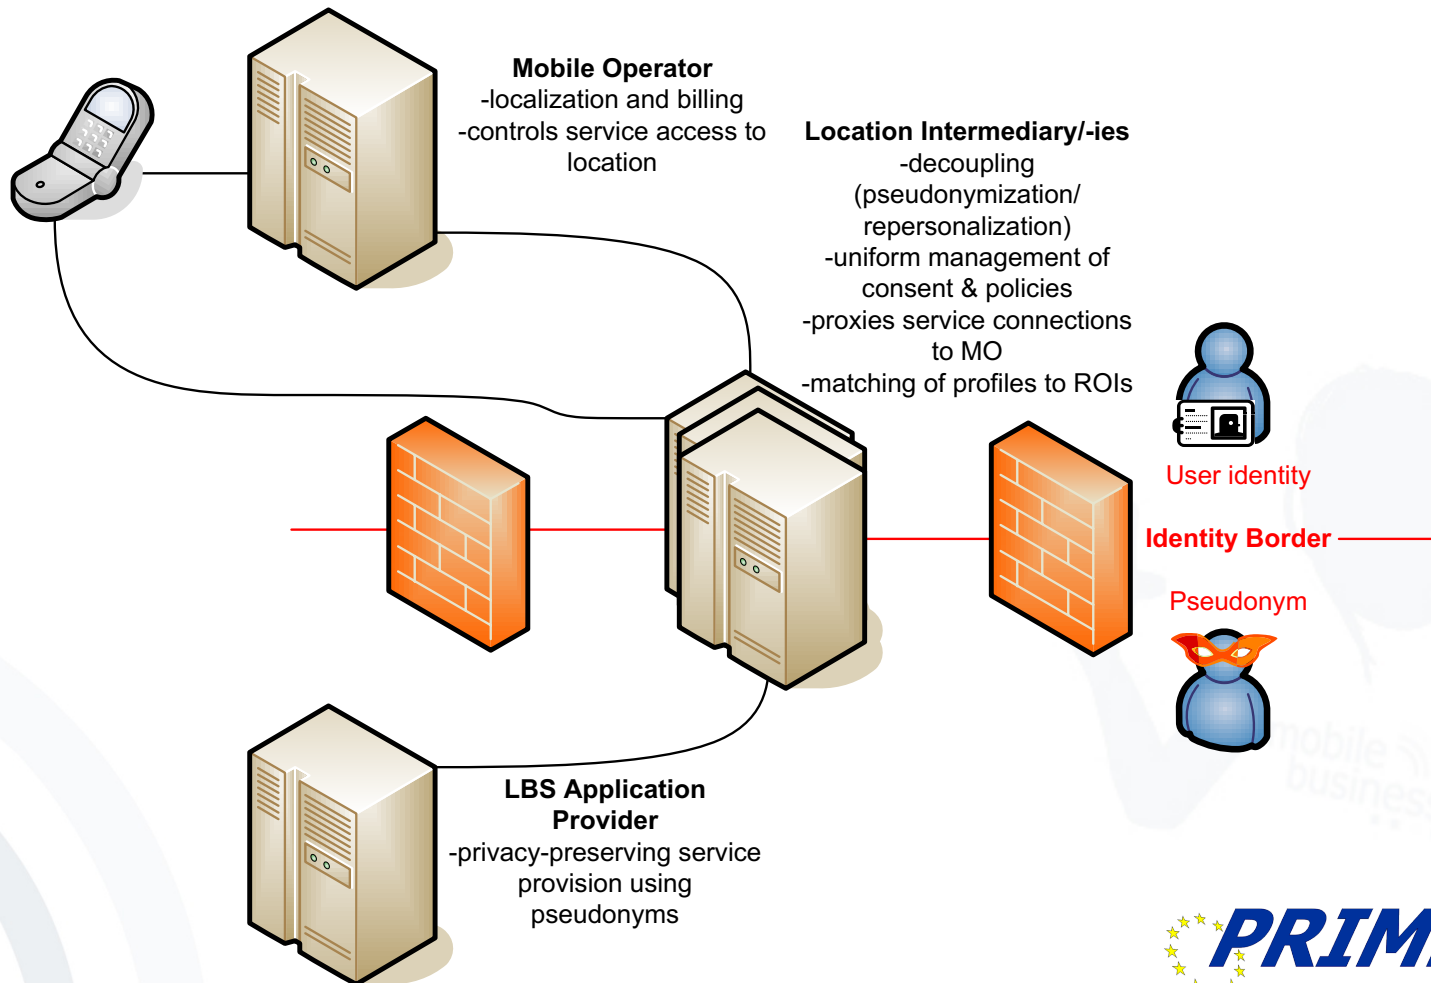 Mobile Operator
-localization and billing
-controls service access to
location
Location Intermediary/-ies
-decoupling
(pseudonymization/
repersonalization)
-uniform management of
consent & policies
-proxies service connections
to MO
-matching of profiles to ROIs
User identity
Identity Border
Pseudonym
mobile
business
LBS Application
Provider
-privacy-preserving service
provision using
pseudonyms